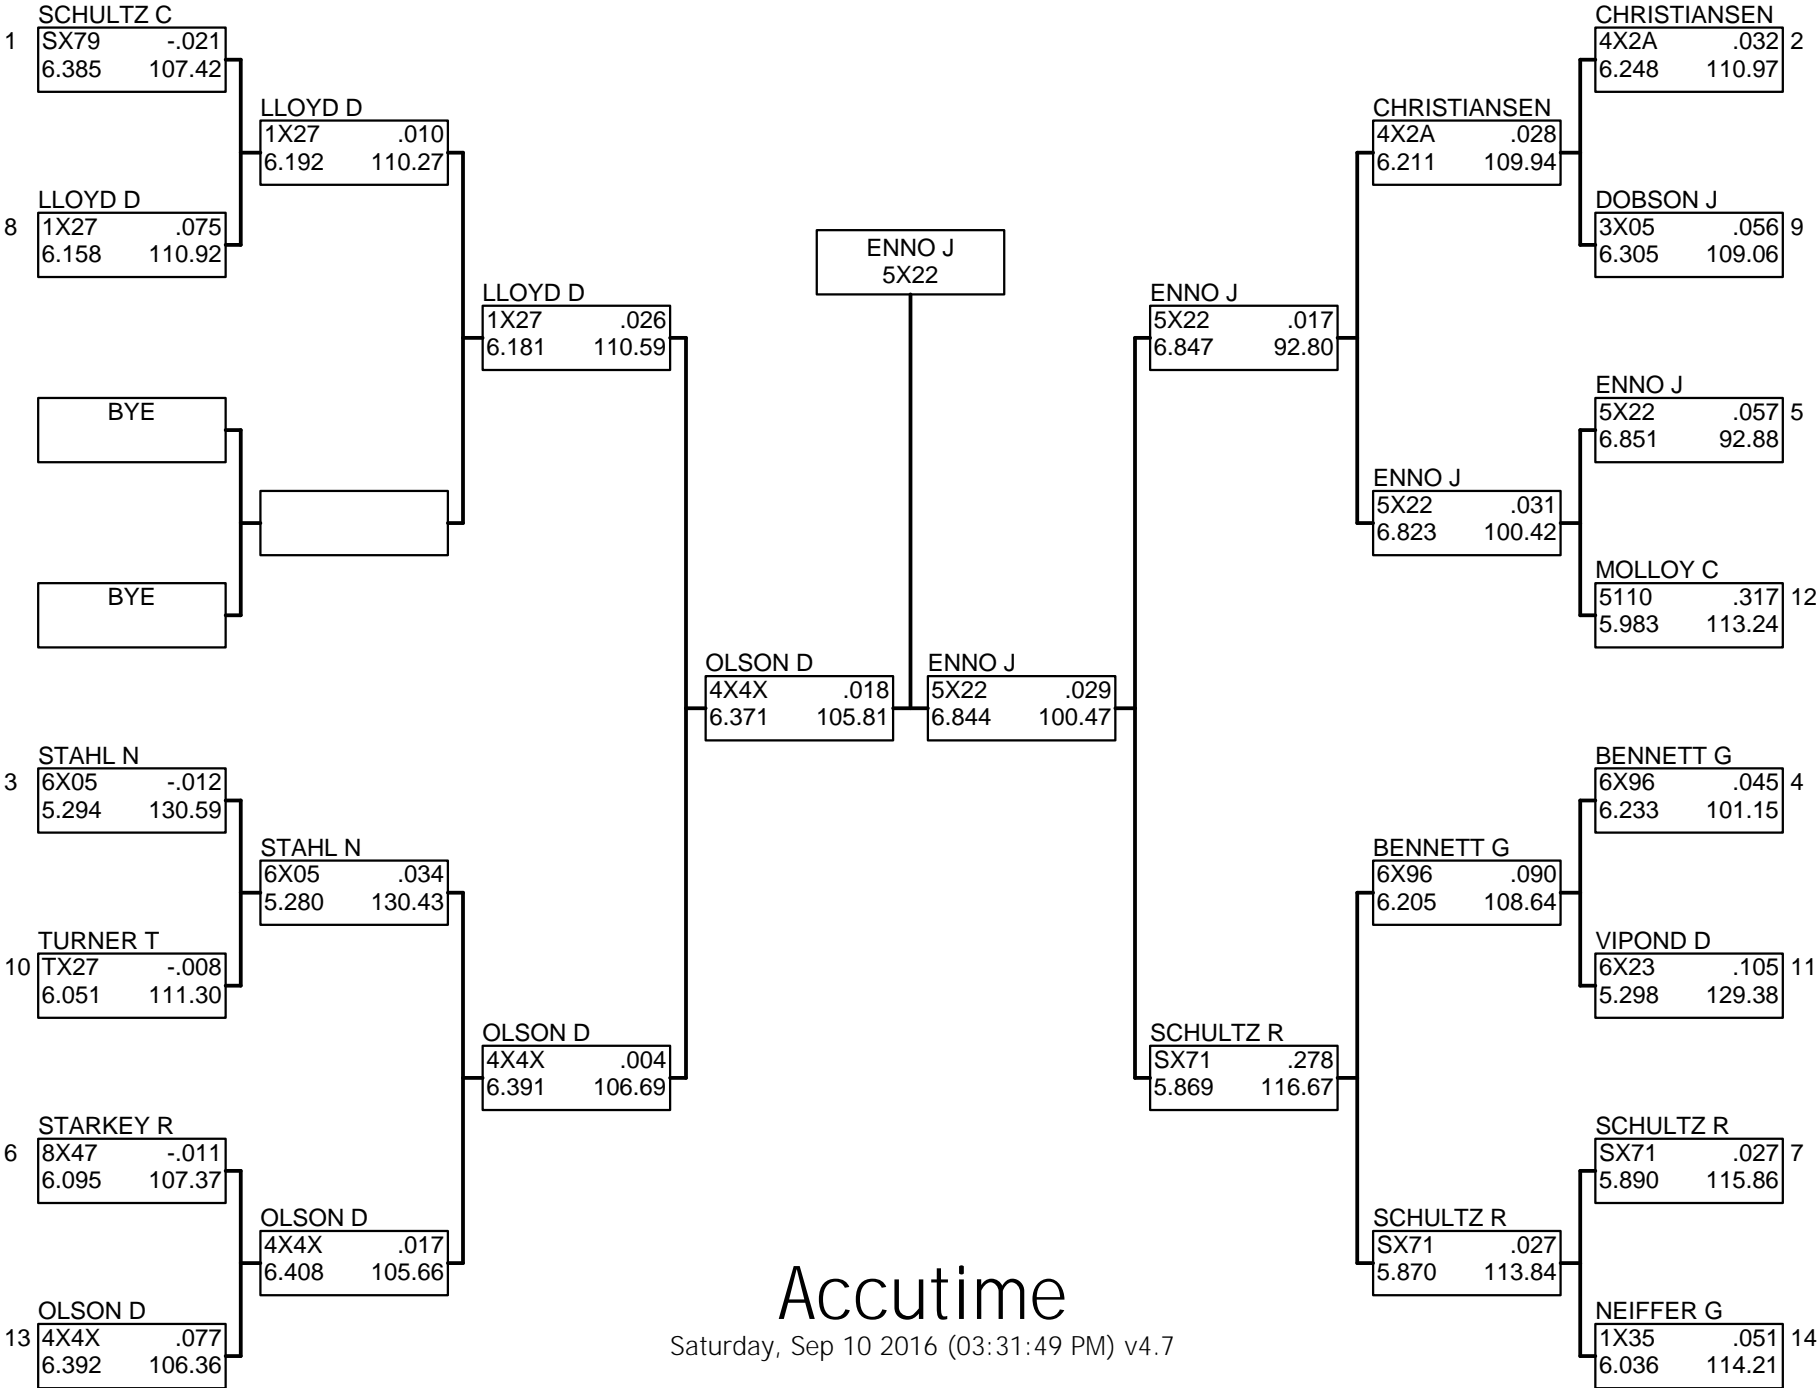 SCHULTZ C
1 SX79 -.021
6.385 107.42
LLOYD D
8 1X27 .075
6.158 110.92
BYE
BYE
STAHL N
3 6X05 -.012
5.294 130.59
TURNER T
10 TX27 -.008
6.051 111.30
STARKEY R
6 8X47 -.011
6.095 107.37
OLSON D
13 4X4X .077
6.392 106.36
LLOYD D
1X27 .010
6.192 110.27
STAHL N
6X05 .034
5.280 130.43
OLSON D
4X4X .017
6.408 105.66
LLOYD D
1X27 .026
6.181 110.59
OLSON D
4X4X .004
6.391 106.69
OLSON D
4X4X .018
6.371 105.81
ENNO J
5X22
ENNO J
5X22 .029
6.844 100.47
ENNO J
5X22 .017
6.847 92.80
SCHULTZ R
SX71 .278
5.869 116.67
CHRISTIANSEN
4X2A .028
6.211 109.94
ENNO J
5X22 .031
6.823 100.42
BENNETT G
6X96 .090
6.205 108.64
SCHULTZ R
SX71 .027
5.870 113.84
CHRISTIANSEN
4X2A .032 2
6.248 110.97
DOBSON J
3X05 .056 9
6.305 109.06
ENNO J
5X22 .057 5
6.851 92.88
MOLLOY C
5110 .317 12
5.983 113.24
BENNETT G
6X96 .045 4
6.233 101.15
VIPOND D
6X23 .105 11
5.298 129.38
SCHULTZ R
SX71 .027 7
5.890 115.86
NEIFFER G
1X35 .051 14
6.036 114.21
Accutime
Saturday, Sep 10 2016 (03:31:49 PM) v4.7